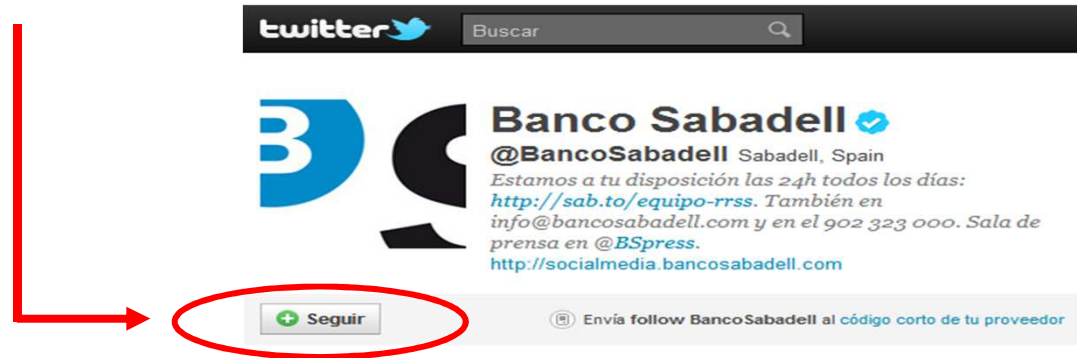 twitter
Buscar
BS
Banco Sabadell
@BancoSabadell Sabadell, Spain
Estamos a tu disposición las 24h todos los días:
http://sab.to/equipo-rrss. También en
info@bancosabadell.com y en el 902 323 000. Sala de
prensa en @BSpress.
http://socialmedia.bancosabadell.com
Seguir
Envía follow BancoSabadell al código corto de tu proveedor